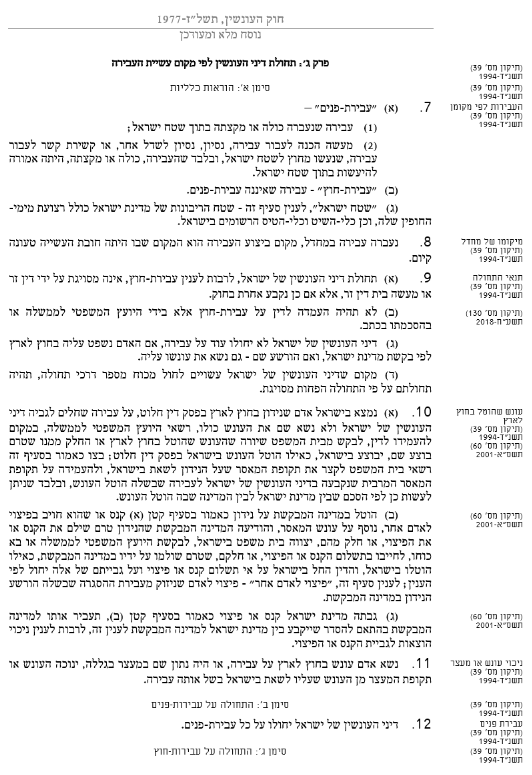 חוק העונשין, תשל״ז-1977
נוסח מלא ומעודכן
פרק ג׳: תחולת דיני העונשין לפי מקום עשיית העבירה
(תיקון מס׳ 39)
תשנ״ד-1994
סימן א׳: הוראות כלליות
(תיקון מס׳ 39)
תשנ״ד-1994
העבירות לפי מקומן
(תיקון מס׳ 39)
תשנ״ד-1994
7. (א) ״עבירת-פנים״ –
(1) עבירה שנעברה כולה או מקצתה בתוך שטח ישראל;
(2) מעשה הכנה לעבור עבירה, נסיון, נסיון לשדל אחר, או קשירת קשר לעבור
עבירה, שנעשו מחוץ לשטח ישראל, ובלבד שהעבירה, כולה או מקצתה, היתה אמורה
להיעשות בתוך שטח ישראל.
(ב) ״עבירת-חוץ״ - עבירה שאיננה עבירת-פנים.
(ג) ״שטח ישראל״, לענין סעיף זה - שטח הריבונות של מדינת ישראל כולל רצועת מימי-
החופין שלה, וכן כלי-השיט וכלי-הטיס הרשומים בישראל.
מיקומו של מחדל
(תיקון מס׳ 39)
תשנ״ד-1994
8. נעברה עבירה במחדל, מקום ביצוע העבירה הוא המקום שבו היתה חובת העשייה טעונה
קיום.
תנאי התחולה
(תיקון מס׳ 39)
תשנ״ד-1994
9. (א) תחולת דיני העונשין של ישראל, לרבות לענין עבירת-חוץ, אינה מסויגת על ידי דין זר
או מעשה בית דין זר, אלא אם כן נקבע אחרת בחוק.
(תיקון מס׳ 130)
תשע״ח-2018
(ב) לא תהיה העמדה לדין על עבירת-חוץ אלא בידי היועץ המשפטי לממשלה או
בהסכמתו בכתב.
(ג) דיני העונשין של ישראל לא יחולו עוד על עבירה, אם האדם נשפט עליה בחוץ לארץ
לפי בקשת מדינת ישראל, ואם הורשע שם - גם נשא את עונשו עליה.
(ד) מקום שדיני העונשין של ישראל עשויים לחול מכוח מספר דרכי תחולה, תהיה
תחולתם על פי התחולה הפחות מסויגת.
עונש שהוטל בחוץ
לארץ
(תיקון מס׳ 39)
תשנ״ד-1994
(תיקון מס׳ 60)
תשס״א-2001
10. (א) נמצא בישראל אדם שנידון בחוץ לארץ בפסק דין חלוט, על עבירה שחלים לגביה דיני
העונשין של ישראל ולא נשא שם את העונש כולו, רשאי היועץ המשפטי לממשלה, במקום
להעמידו לדין, לבקש מבית המשפט שיורה שהעונש שהוטל בחוץ לארץ או החלק ממנו שטרם
בוצע שם, יבוצע בישראל, כאילו הוטל העונש בישראל בפסק דין חלוט; בצו כאמור בסעיף זה
רשאי בית המשפט לקצר את תקופת המאסר שעל הנידון לשאת בישראל, ולהעמידה על תקופת
המאסר המרבית שנקבעה בדיני העונשין של ישראל לעבירה שבשלה הוטל העונש, ובלבד שניתן
לעשות כן לפי הסכם שבין מדינת ישראל לבין המדינה שבה הוטל העונש.
(תיקון מס׳ 60)
תשס״א-2001
(ב) הוטל במדינה המבקשת על נידון כאמור בסעיף קטן (א) קנס או שהוא חויב בפיצוי
לאדם אחר, נוסף על עונש המאסר, והודיעה המדינה המבקשת שהנידון טרם שילם את הקנס או
את הפיצוי, או חלק מהם, יצווה בית משפט בישראל, לבקשת היועץ המשפטי לממשלה או בא
כוחו, לחייבו בתשלום הקנס או הפיצוי, או חלקם, שטרם שולמו על ידיו במדינה המבקשת, כאילו
הוטלו בישראל, והדין החל בישראל על אי תשלום קנס או פיצוי ועל גבייתם של אלה יחול לפי
הענין; לענין סעיף זה, ״פיצוי לאדם אחר״ - פיצוי לאדם שניזוק מעבירת ההסגרה שבשלה הורשע
הנידון במדינה המבקשת.
(תיקון מס׳ 60)
תשס״א-2001
(ג) גבתה מדינת ישראל קנס או פיצוי כאמור בסעיף קטן (ב), תעביר אותו למדינה
המבקשת בהתאם להסדר שייקבע בין מדינת ישראל למדינה המבקשת לענין זה, לרבות לענין ניכוי
הוצאות לגביית הקנס או הפיצוי.
ניכוי עונש או מעצר
(תיקון מס׳ 39)
תשנ״ד-1994
11. נשא אדם עונש בחוץ לארץ על עבירה, או היה נתון שם במעצר בגללה, ינוכה העונש או
תקופת המעצר מן העונש שעליו לשאת בישראל בשל אותה עבירה.
סימן ב׳: התחולה על עבירות-פנים
(תיקון מס׳ 39)
תשנ״ד-1994
עבירת פנים
(תיקון מס׳ 39)
תשנ״ד-1994
12. דיני העונשין של ישראל יחולו על כל עבירת-פנים.
סימן ג׳: התחולה על עבירות-חוץ
(תיקון מס׳ 39)
תשנ״ד-1994